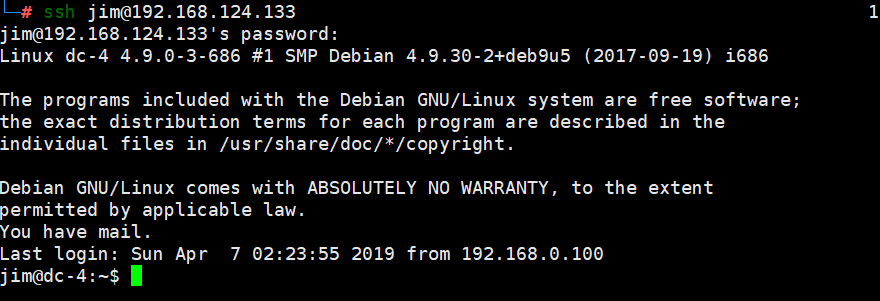 └─# ssh jim@192.168.124.133 1
jim@192.168.124.133's password:
Linux dc-4 4.9.0-3-686 #1 SMP Debian 4.9.30-2+deb9u5 (2017-09-19) i686
The programs included with the Debian GNU/Linux system are free software;
the exact distribution terms for each program are described in the
individual files in /usr/share/doc/*/copyright.
Debian GNU/Linux comes with ABSOLUTELY NO WARRANTY, to the extent
permitted by applicable law.
You have mail.
Last login: Sun Apr  7 02:23:55 2019 from 192.168.0.100
jim@dc-4:~$